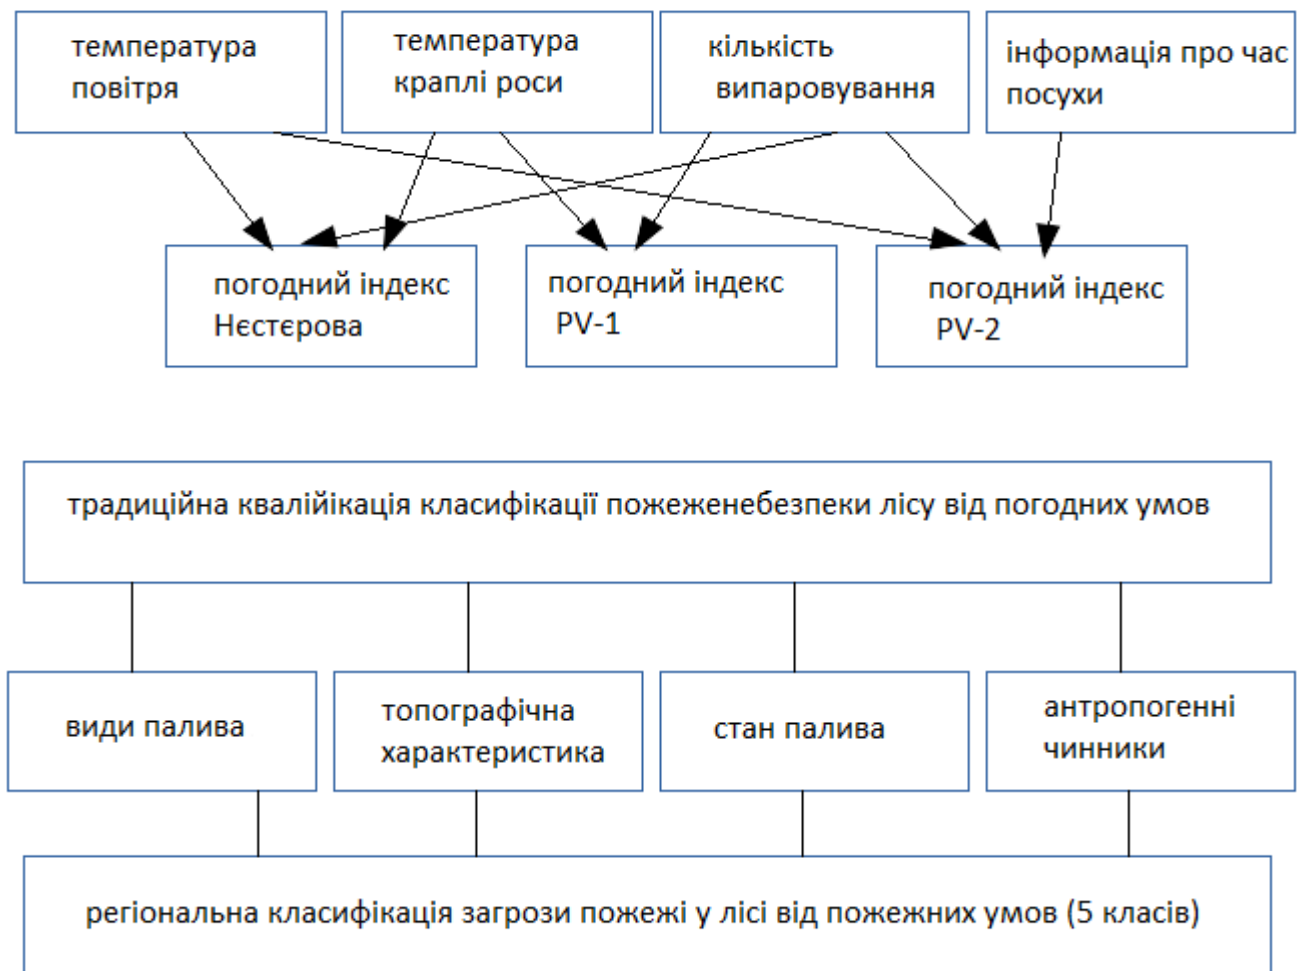 температура
повітря
температура
краплі роси
кількість
випаровування
інформація про час
посухи
погодний індекс
Нєстєрова
погодний індекс
PV-1
погодний індекс
PV-2
традиційна квалійікація класифікації пожеженебезпеки лісу від погодних умов
види палива
топографічна
характеристика
стан палива
антропогенні
чинники
регіональна класифікація загрози пожежі у лісі від пожежних умов (5 класів)